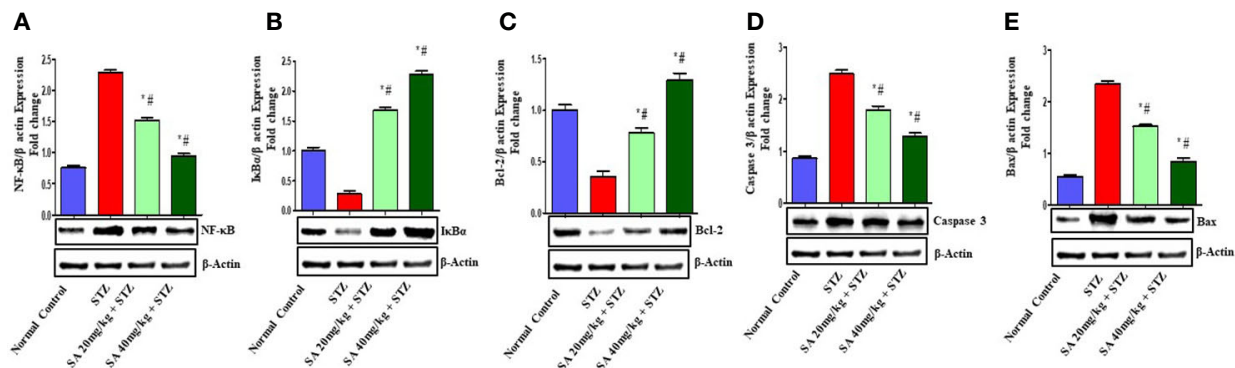 A
NF-κB/β actin Expression
Fold change
2.5
2.0
1.5
1.0
0.5
0.0
*#
*#
NF-κB
β-Actin
Normal Control
STZ
SA 20mg/kg + STZ
SA 40mg/kg + STZ
B
IκBα/β actin Expression
Fold change
2.5
2.0
1.5
1.0
0.5
0.0
*#
*#
IκBα
β-Actin
Normal Control
STZ
SA 20mg/kg + STZ
SA 40mg/kg + STZ
C
Bcl-2/β actin Expression
Fold change
1.5
1.0
0.5
0.0
*#
*#
Bcl-2
β-Actin
Normal Control
STZ
SA 20mg/kg + STZ
SA 40mg/kg + STZ
D
Caspase 3/β actin Expression
Fold change
3
2
1
0
*#
*#
Caspase 3
β-Actin
Normal Control
STZ
SA 20mg/kg + STZ
SA 40mg/kg + STZ
E
Bax/β actin Expression
Fold change
3
2
1
0
*#
*#
Bax
β-Actin
Normal Control
STZ
SA 20mg/kg + STZ
SA 40mg/kg + STZ